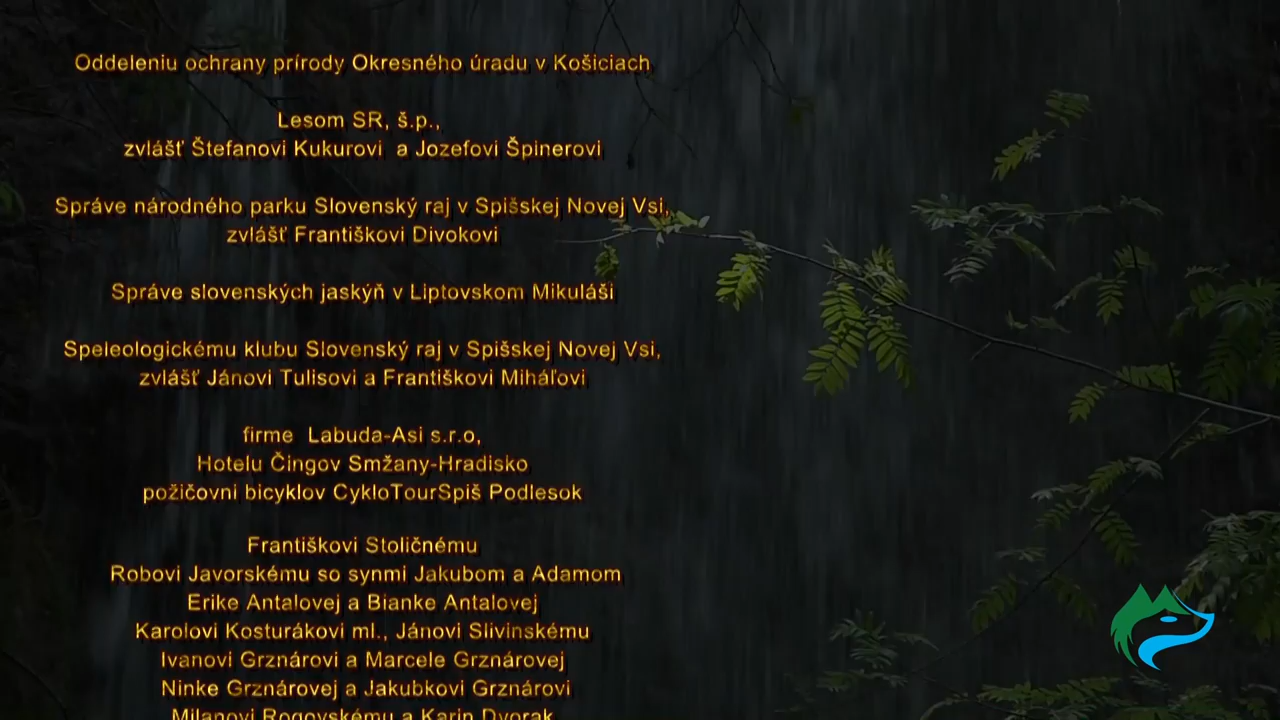 Oddeleniu ochrany prírody Okresného úradu v Košiciach
Lesom SR, š.p.,
zvlášť Štefanovi Kukurovi a Jozefovi Špinerovi
Správe národného parku Slovenský raj v Spišskej Novej Vsi,
zvlášť Františkovi Divokovi
Správe slovenských jaskýň v Liptovskom Mikuláši
Speleologickému klubu Slovenský raj v Spišskej Novej Vsi,
zvlášť Jánovi Tulisovi a Františkovi Miháľovi
firme Labuda-Asi s.r.o,
Hotelu Čingov Smžany-Hradisko
požičovni bicyklov CykloTourSpiš Podlesok
Františkovi Stoličnému
Robovi Javorskému so synmi Jakubom a Adamom
Erike Antalovej a Bianke Antalovej
Karolovi Kosturákovi ml., Jánovi Slivinskému
Ivanovi Grznárovi a Marcele Grznárovej
Ninke Grznárovej a Jakubkovi Grznárovi
Milanovi Rogovskému a Karin Dvorak